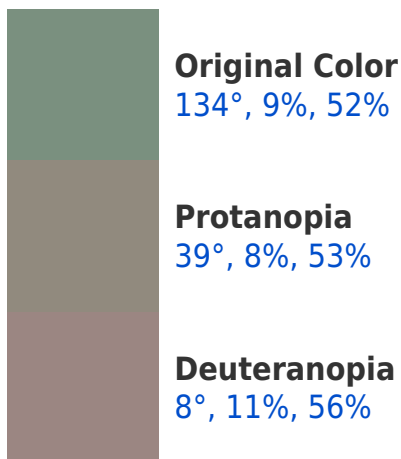 Original Color
134°, 9%, 52%
Protanopia
39°, 8%, 53%
Deuteranopia
8°, 11%, 56%